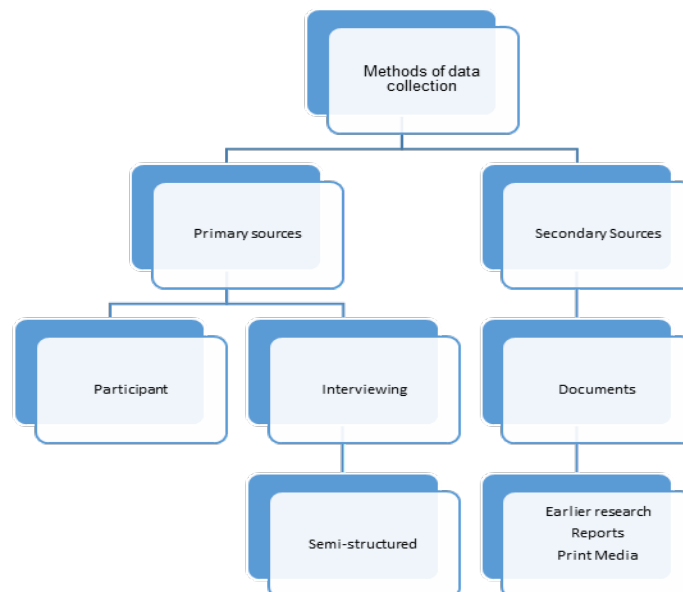 Methods of data
collection
Primary sources
Secondary Sources
Participant
Interviewing
Documents
Semi-structured
Earlier research
Reports
Print Media